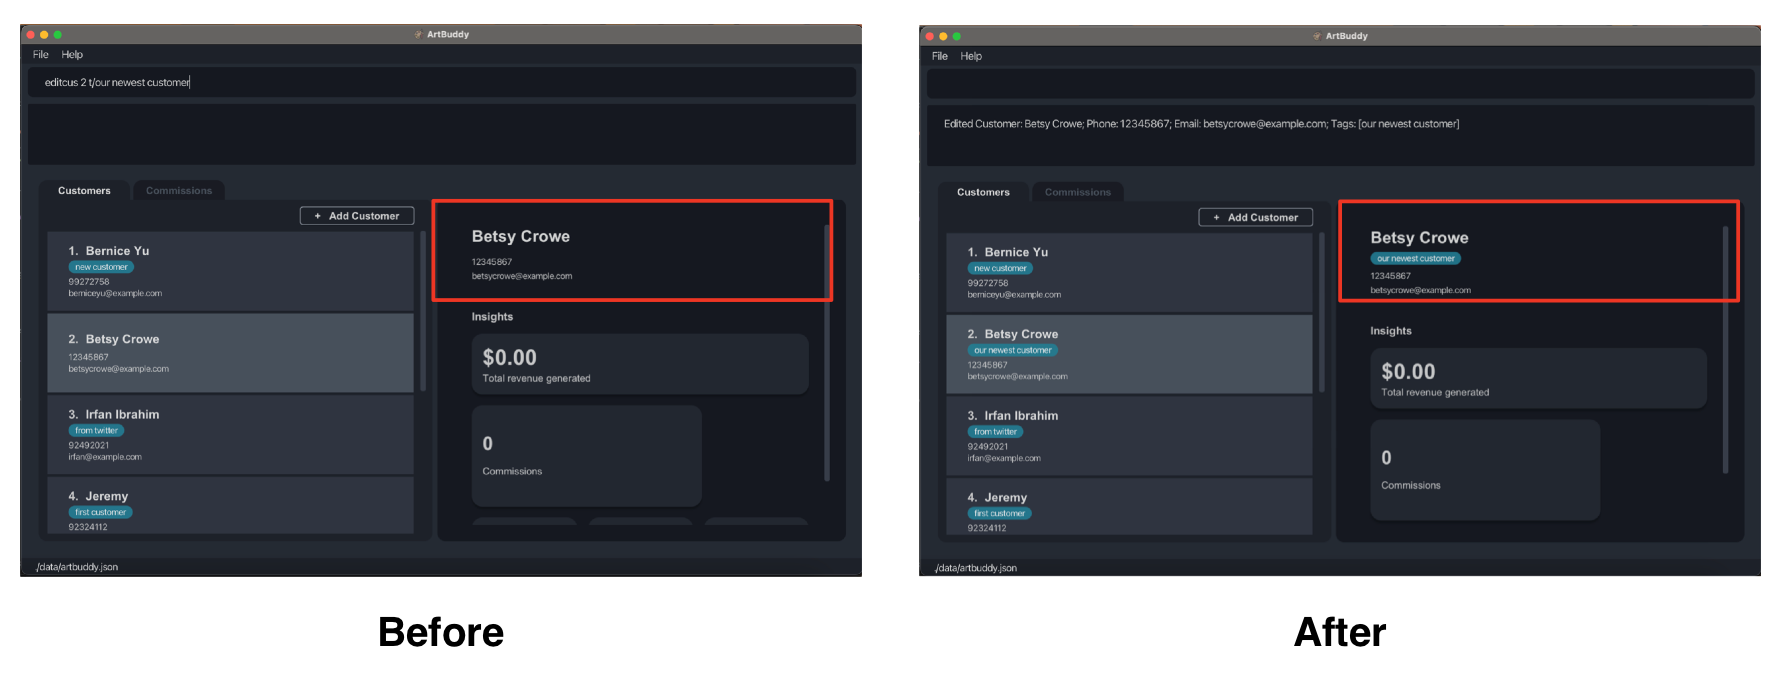 ArtBuddy
File Help
editcus 2 t/our newest customer
Customers Commissions
+ Add Customer
1. Bernice Yu
new customer
99272758
berniceyu@example.com
2. Betsy Crowe
12345867
betsycrowe@example.com
3. Irfan Ibrahim
from twitter
92492021
irfan@example.com
4. Jeremy
first customer
92324112
Betsy Crowe
12345867
betsycrowe@example.com
Insights
$0.00
Total revenue generated
0
Commissions
./data/artbuddy.json
Before
ArtBuddy
File Help
Edited Customer: Betsy Crowe; Phone: 12345867; Email: betsycrowe@example.com; Tags: [our newest customer]
Customers Commissions
+ Add Customer
1. Bernice Yu
new customer
99272758
berniceyu@example.com
2. Betsy Crowe
our newest customer
12345867
betsycrowe@example.com
3. Irfan Ibrahim
from twitter
92492021
irfan@example.com
4. Jeremy
first customer
92324112
Betsy Crowe
our newest customer
12345867
betsycrowe@example.com
Insights
$0.00
Total revenue generated
0
Commissions
./data/artbuddy.json
After